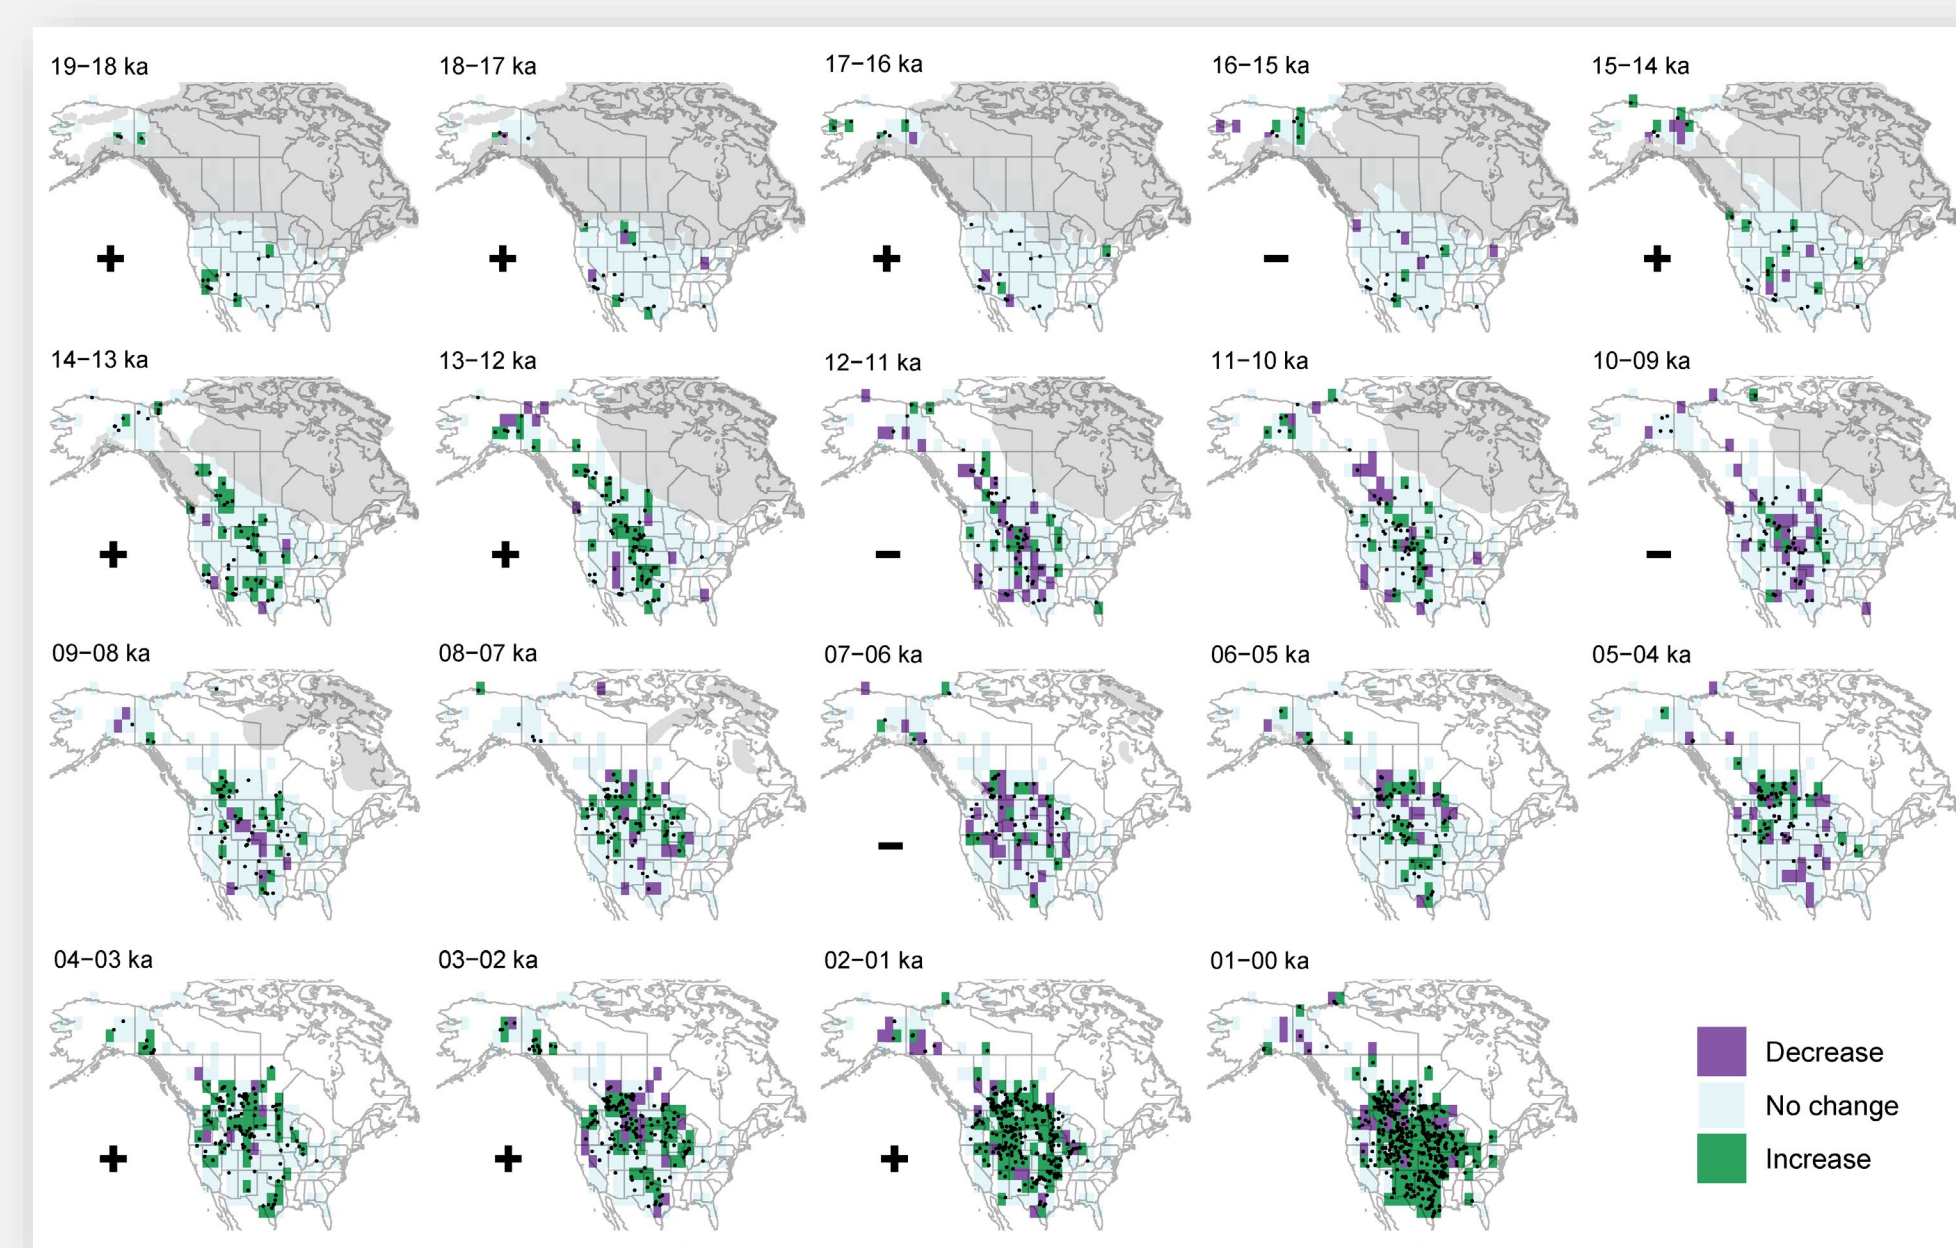 19−18 ka
18−17 ka
17−16 ka
16−15 ka
15−14 ka
+
+
+
−
+
14−13 ka
13−12 ka
12−11 ka
11−10 ka
10−09 ka
+
+
−
−
09−08 ka
08−07 ka
07−06 ka
06−05 ka
05−04 ka
−
04−03 ka
03−02 ka
02−01 ka
01−00 ka
+
+
+
Decrease
No change
Increase